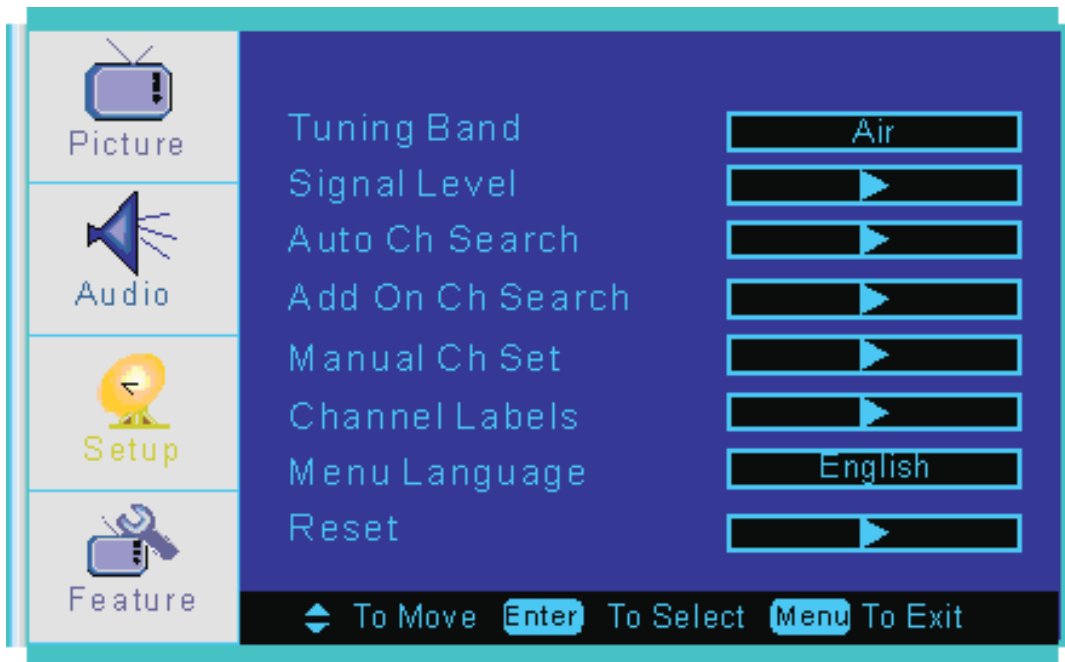 Picture
Audio
Setup
Feature
Tuning Band Air
Signal Level
Auto Ch Search
Add On Ch Search
Manual Ch Set
Channel Labels
Menu Language English
Reset
To Move Enter To Select Menu To Exit